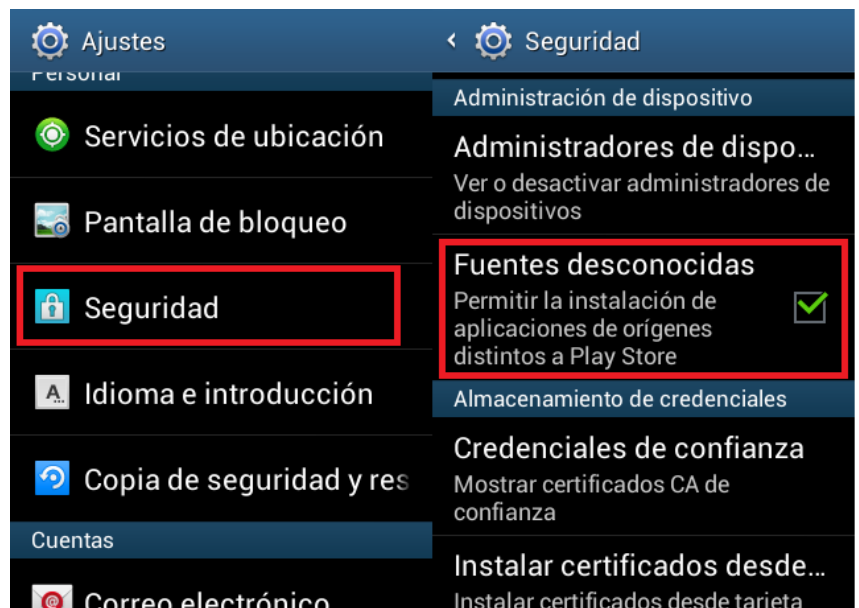 Ajustes
Personal
Servicios de ubicación
Pantalla de bloqueo
Seguridad
Idioma e introducción
Copia de seguridad y res
Cuentas
Correo electrónico
Seguridad
Administración de dispositivo
Administradores de dispo...
Ver o desactivar administradores de
dispositivos
Fuentes desconocidas
Permitir la instalación de
aplicaciones de orígenes
distintos a Play Store
Almacenamiento de credenciales
Credenciales de confianza
Mostrar certificados CA de
confianza
Instalar certificados desde...
Instalar certificados desde tarjeta